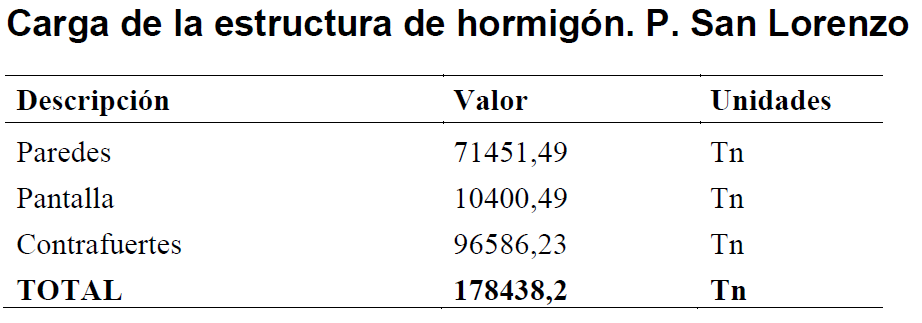 Carga de la estructura de hormigón. P. San Lorenzo
Descripción Valor Unidades
Paredes 71451,49 Tn
Pantalla 10400,49 Tn
Contrafuertes 96586,23 Tn
TOTAL 178438,2 Tn